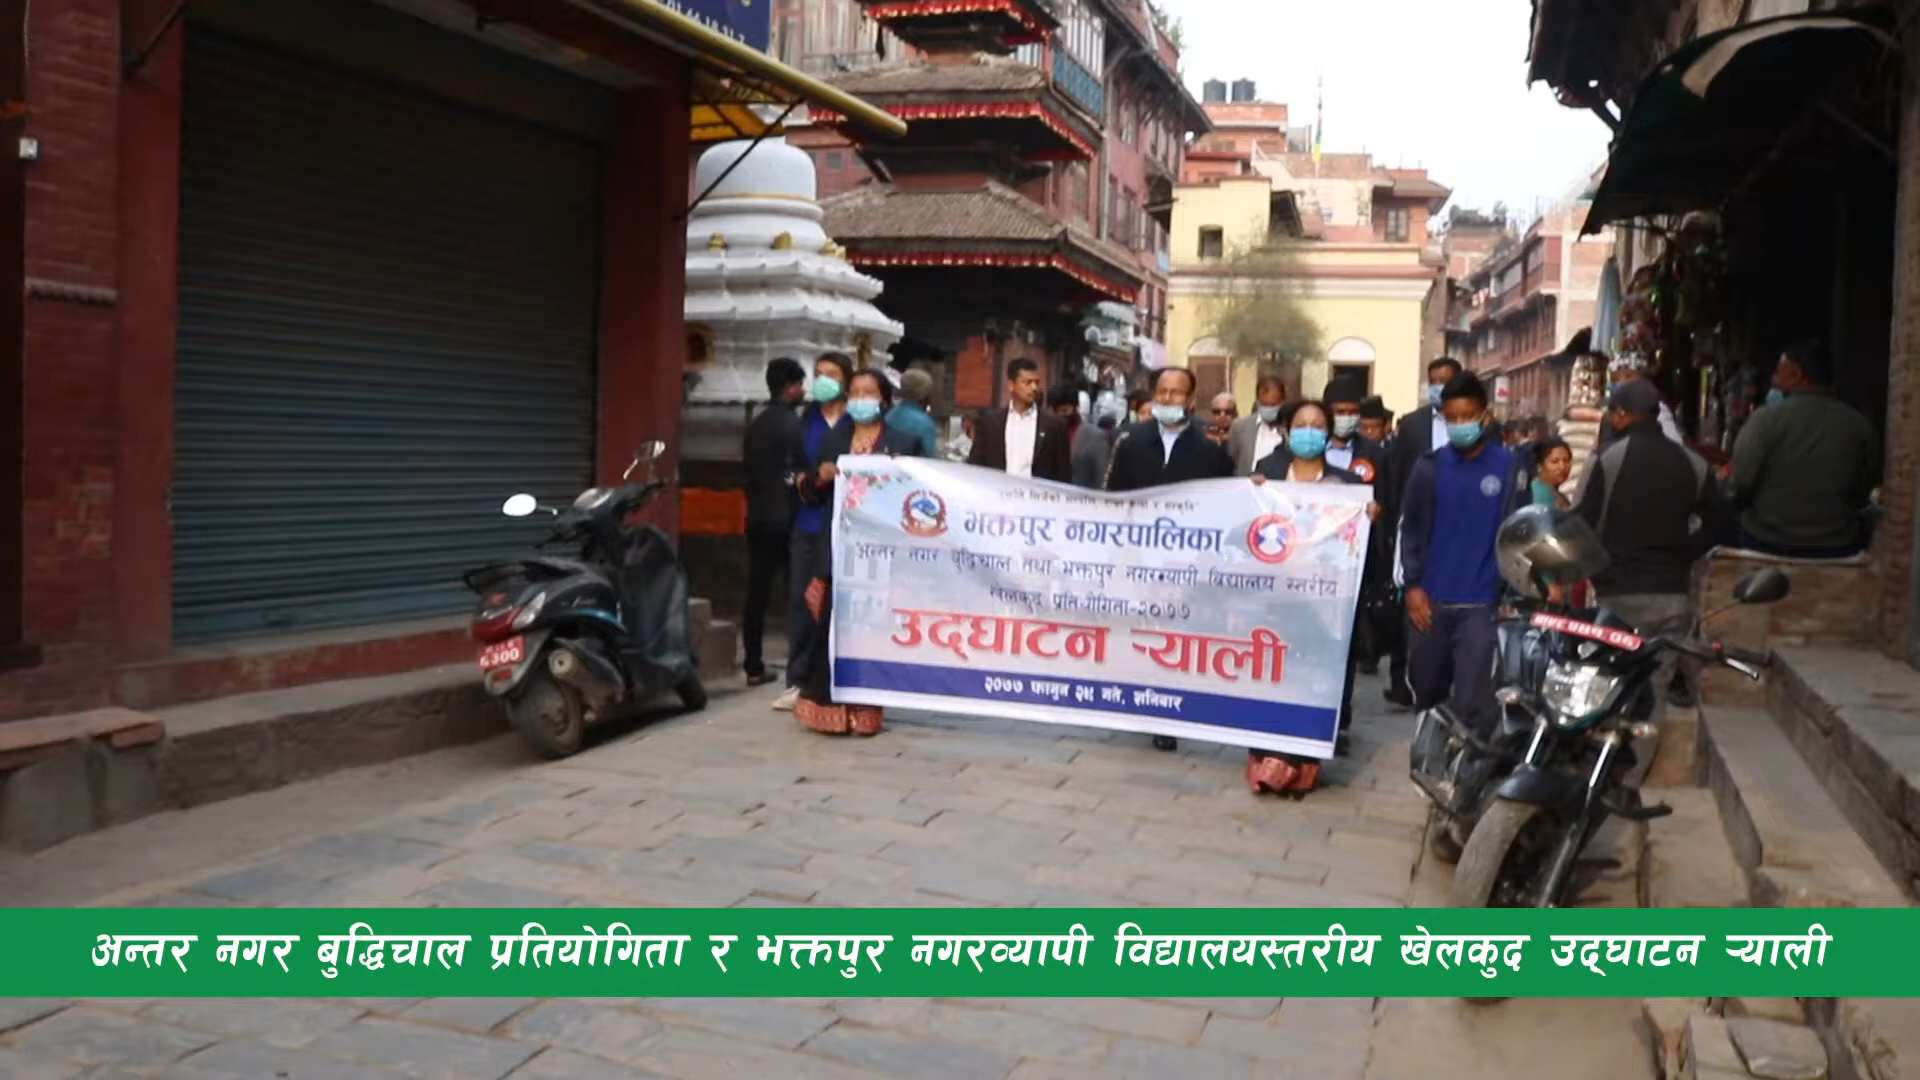 भक्तपुर नगरपालिका
अन्तर नगर बुद्धिचाल तथा भक्तपुर नगरव्यापी विद्यालय स्तरीय
खेलकुद प्रतियोगिता-२०७७
उद्‌घाटन र्‍याली
२०७७ फागुन २५ गते, शनिबार
अन्तर नगर बुद्धिचाल प्रतियोगिता र भक्तपुर नगरव्यापी विद्यालयस्तरीय खेलकुद उद्‌घाटन र्‍याली